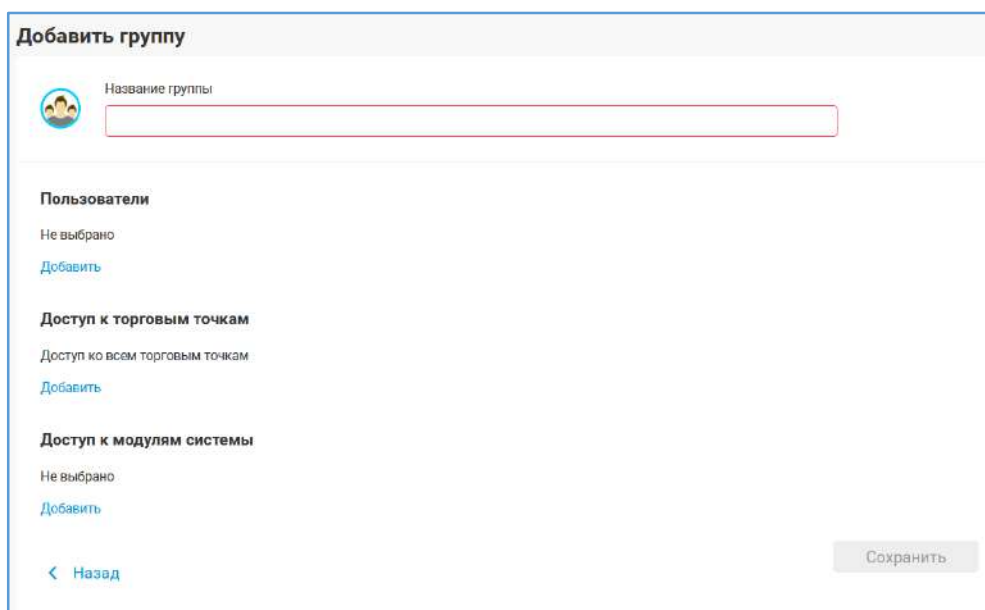 Добавить группу
Название группы
Пользователи
Не выбрано
Добавить
Доступ к торговым точкам
Доступ ко всем торговым точкам
Добавить
Доступ к модулям системы
Не выбрано
Добавить
Назад
Сохранить